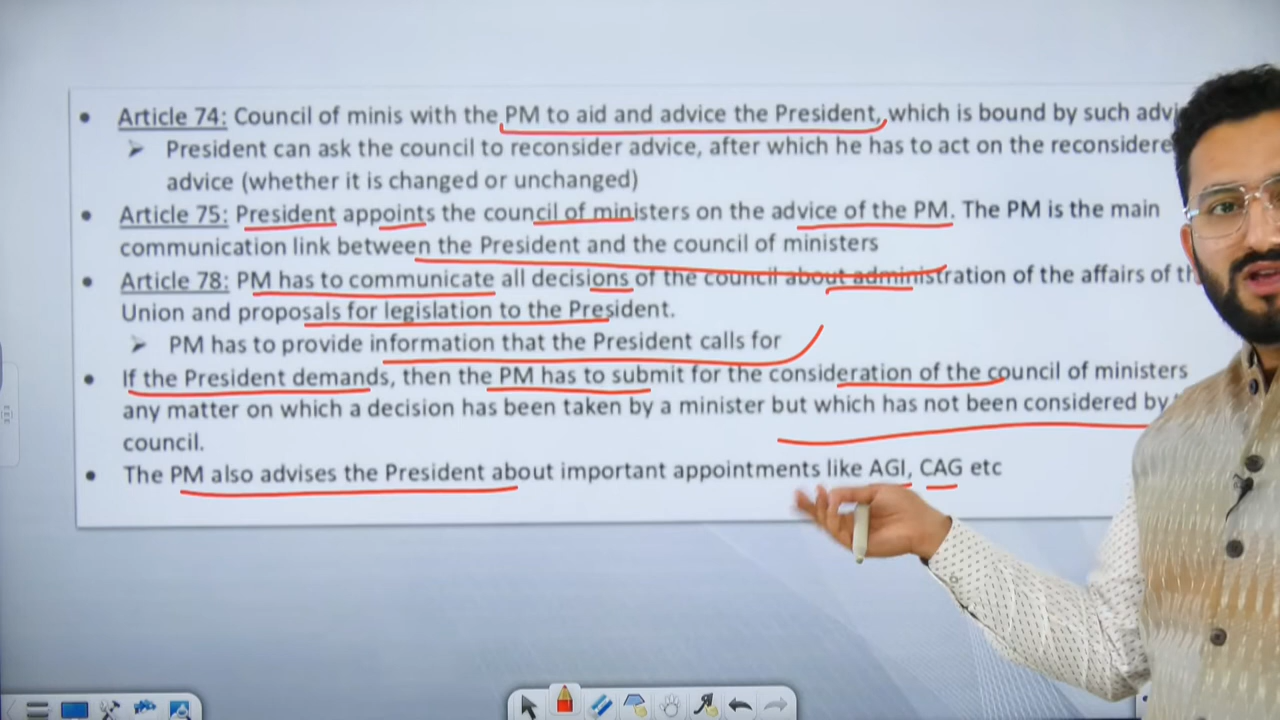 • Article 74: Council of minis with the PM to aid and advice the President, which is bound by such
➢ President can ask the council to reconsider advice, after which he has to act on the
advice (whether it is changed or unchanged)
• Article 75: President appoints the council of ministers on the advice of the PM. The PM is the main
communication link between the President and the council of ministers
• Article 78: PM has to communicate all decisions of the council about administration of the affairs of
Union and proposals for legislation to the President.
➢ PM has to provide information that the President calls for
• If the President demands, then the PM has to submit for the consideration of the council of ministers
any matter on which a decision has been taken by a minister but which has not been considered by
council.
• The PM also advises the President about important appointments like AGI, CAG etc